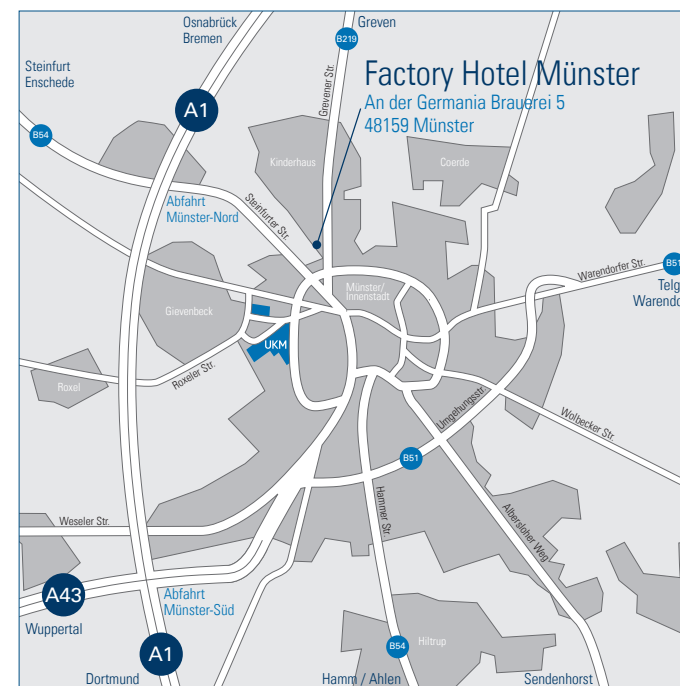 Osnabrück
Bremen
Greven
B219
Steinfurt
Enschede
Factory Hotel Münster
An der Germania Brauerei 5
48159 Münster
A1
Grevener Str.
B54
Kinderhaus
Coerde
Abfahrt
Münster-Nord
Steinfurter Str.
Warendorfer Str.
B51
Telg
Warendo
Münster/
Innenstadt
Gievenbeck
UKM
Roxeler Str.
Roxel
Umgehungsstr.
Wolbecker Str.
B51
Weseler Str.
Hammer Str.
Albersloher Weg
A43
Abfahrt
Münster-Süd
Wuppertal
A1
Hiltrup
B54
Dortmund
Hamm / Ahlen
Sendenhorst